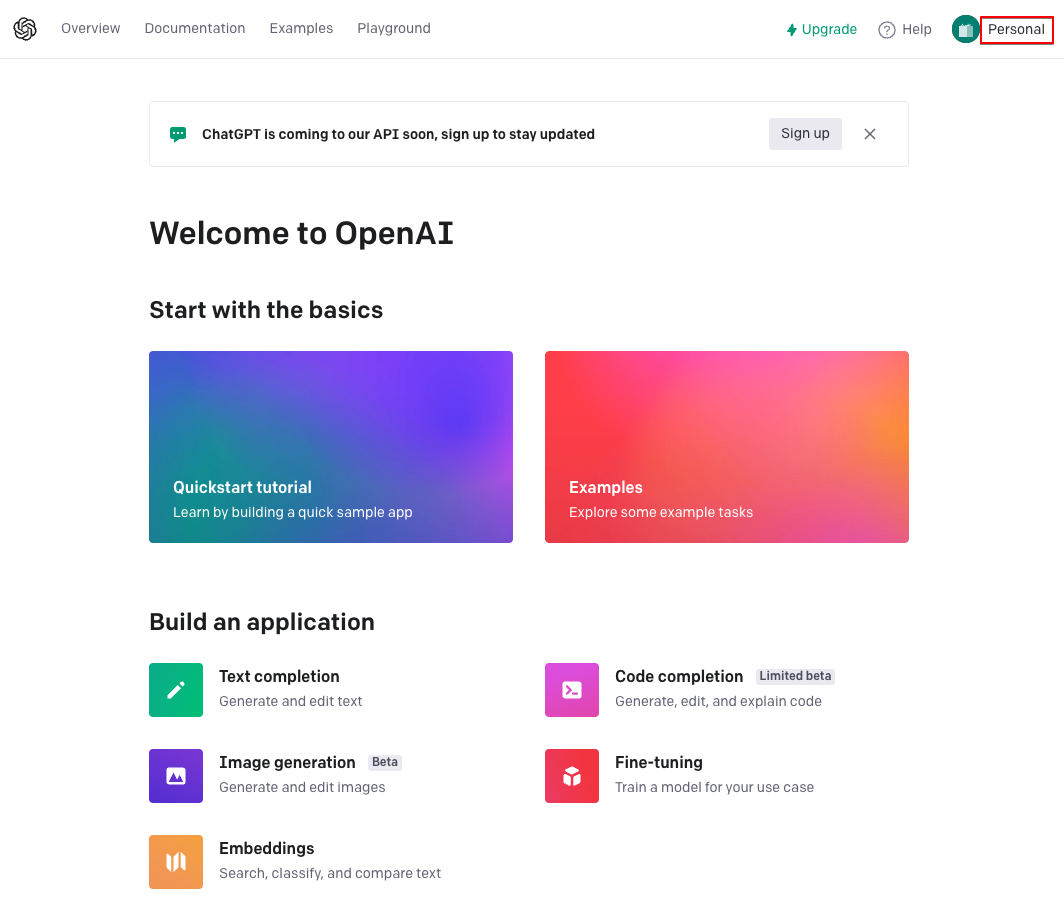 Overview Documentation Examples Playground Upgrade ? Help Personal
ChatGPT is coming to our API soon, sign up to stay updated Sign up
Welcome to OpenAI
Start with the basics
Quickstart tutorial
Learn by building a quick sample app
Examples
Explore some example tasks
Build an application
Text completion
Generate and edit text
Code completion Limited beta
Generate, edit, and explain code
Image generation Beta
Generate and edit images
Fine-tuning
Train a model for your use case
Embeddings
Search, classify, and compare text